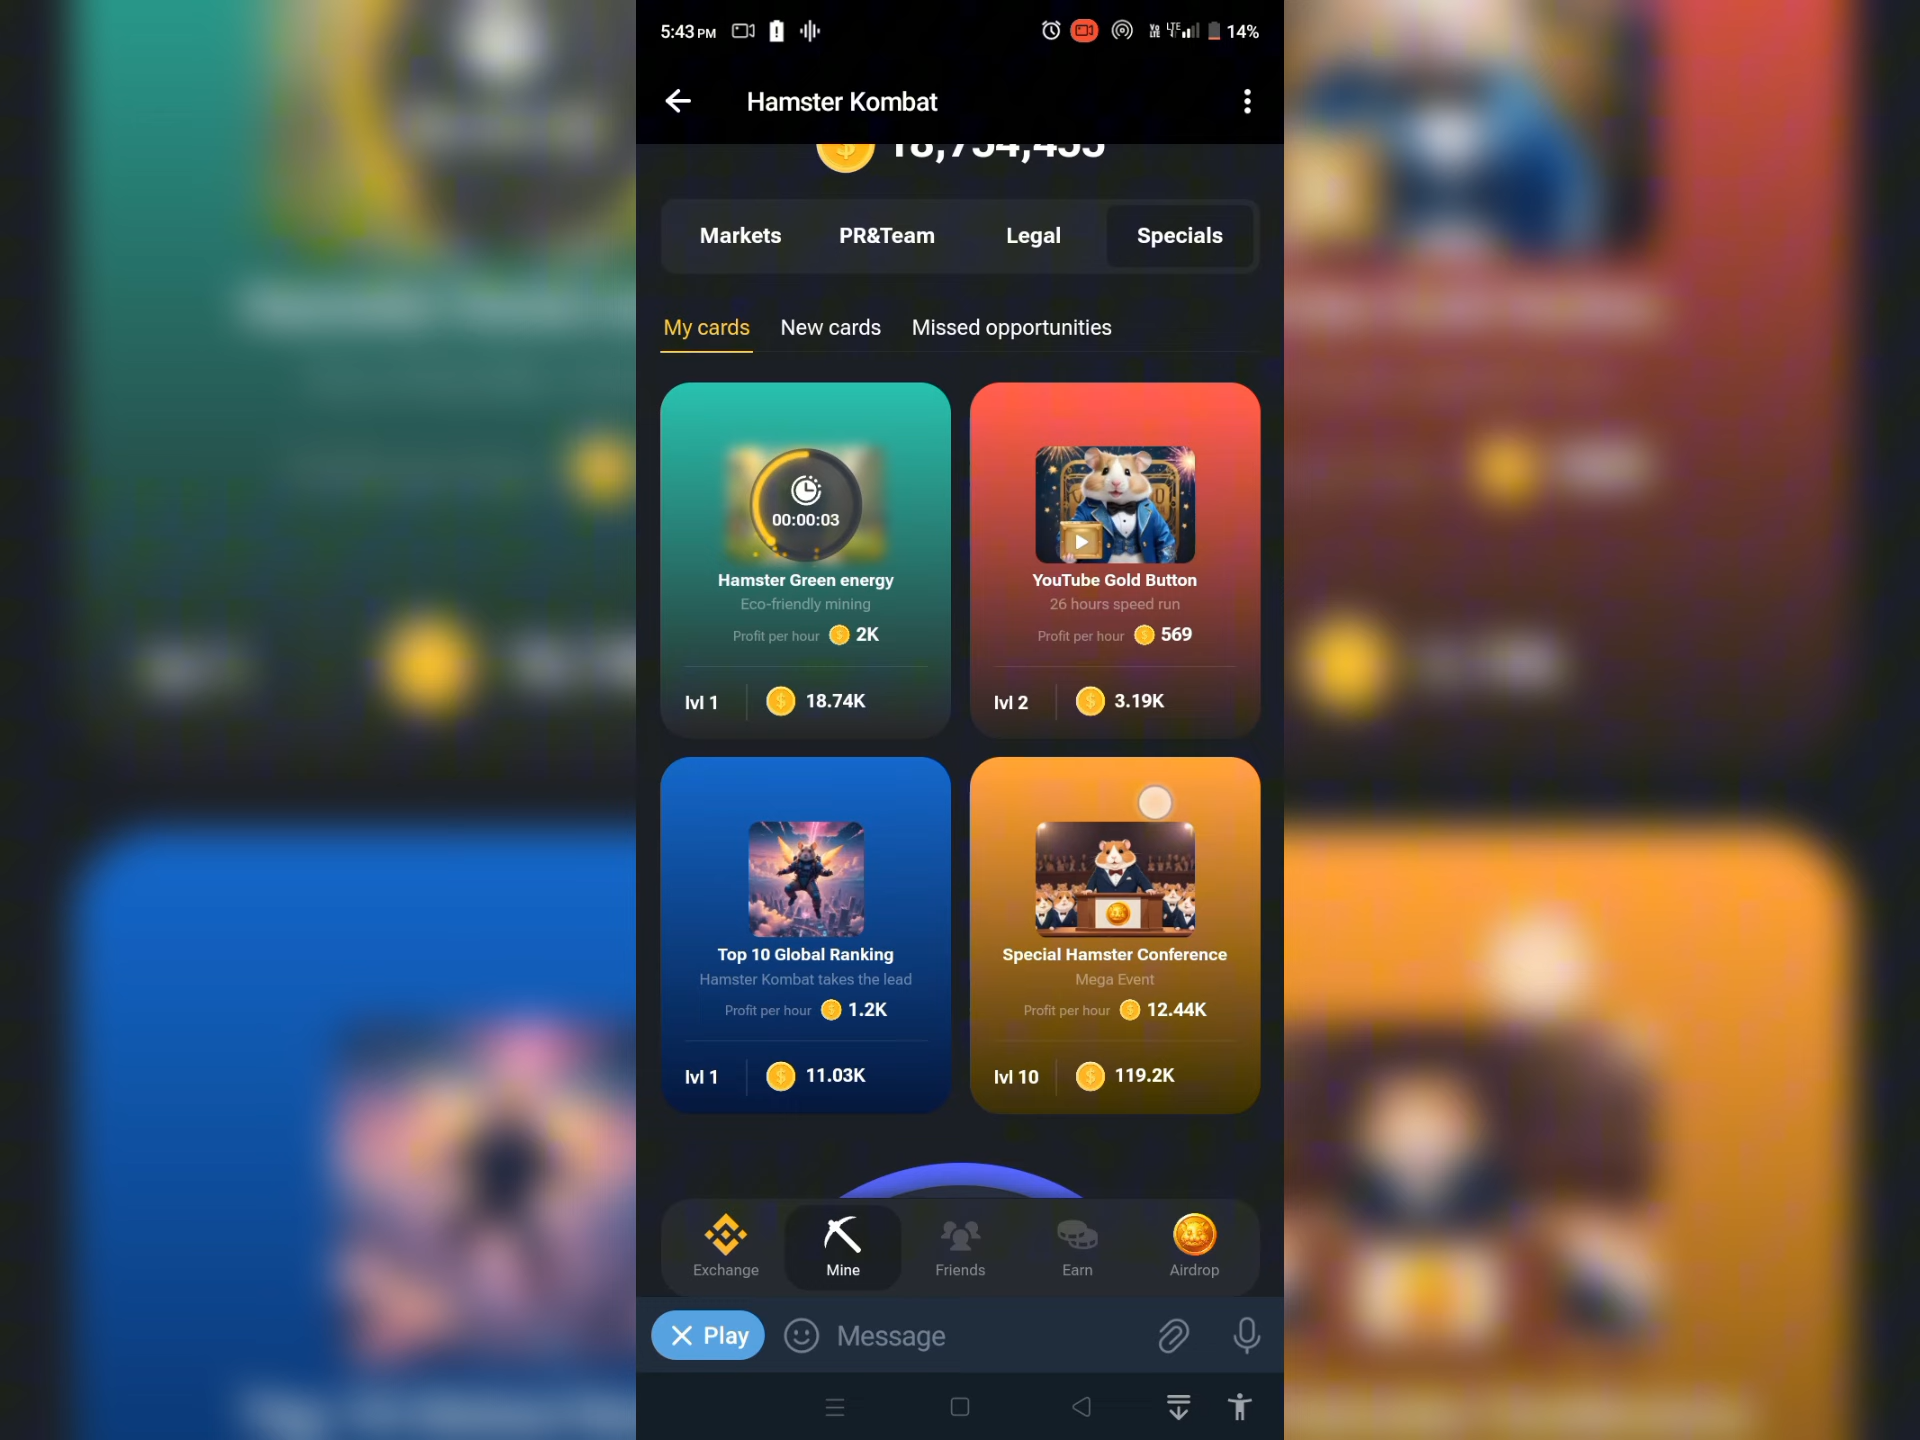 5:43 PM
14%
Hamster Kombat
Markets PR&Team Legal Specials
My cards New cards Missed opportunities
00:00:03
Hamster Green energy
Eco-friendly mining
Profit per hour 2K
lvl 1 18.74K
YouTube Gold Button
26 hours speed run
Profit per hour 569
lvl 2 3.19K
Top 10 Global Ranking
Hamster Kombat takes the lead
Profit per hour 1.2K
lvl 1 11.03K
Special Hamster Conference
Mega Event
Profit per hour 12.44K
lvl 10 119.2K
Exchange Mine Friends Earn Airdrop
Play Message